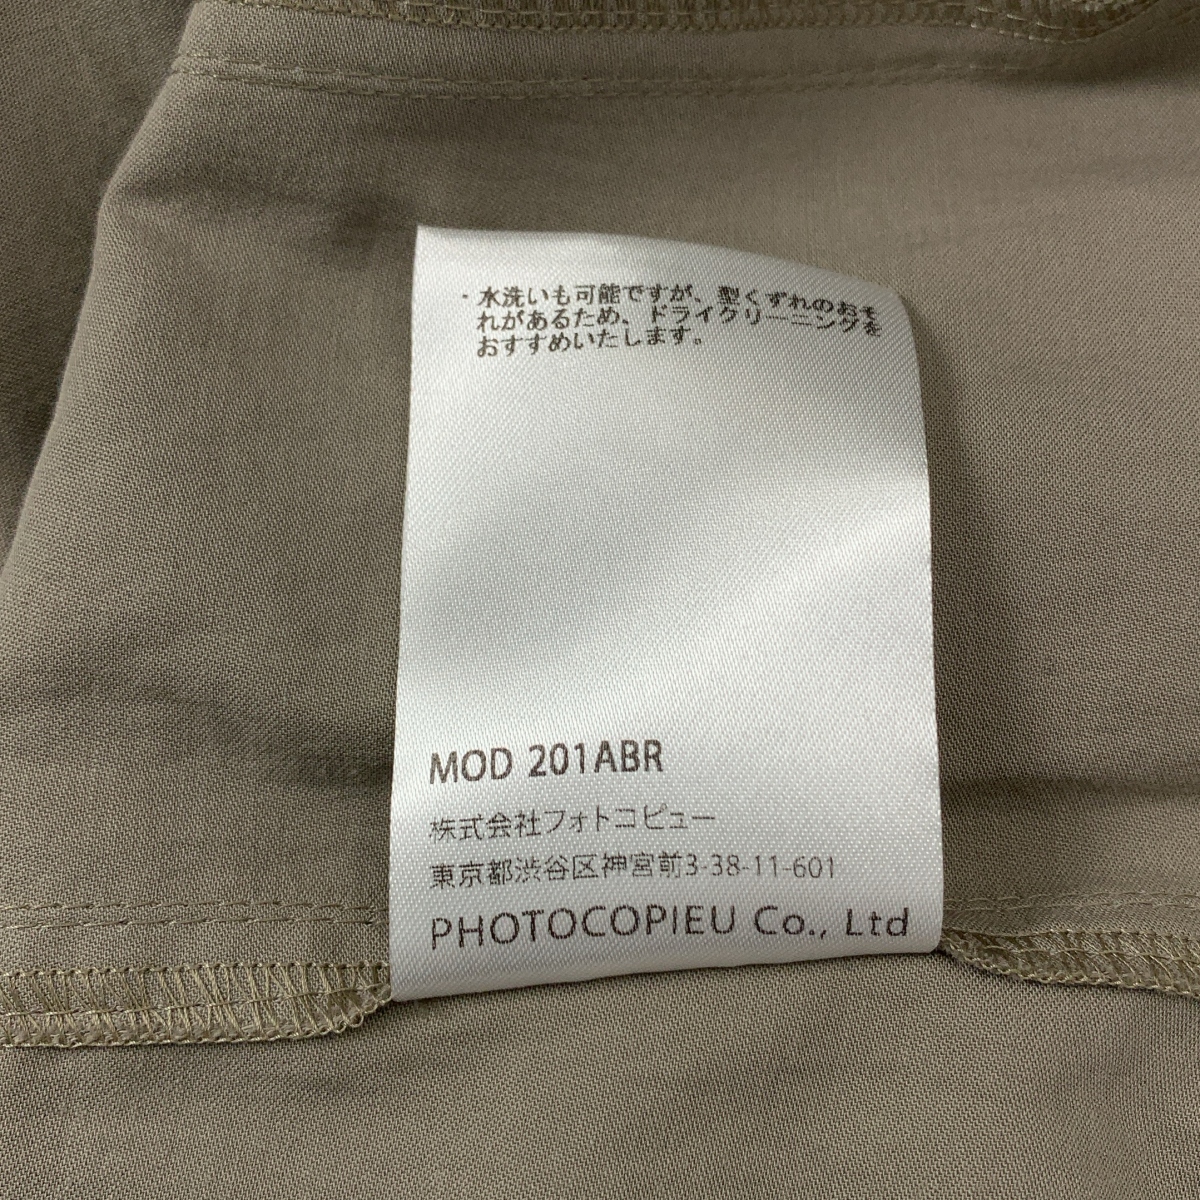 ・水洗いも可能ですが、型くずれのおそ
れがあるため、ドライクリーニングを
おすすめいたします。
MOD 201ABR
株式会社フォトコピュー
東京都渋谷区神宮前3-38-11-601
PHOTOCOPIEU Co., Ltd